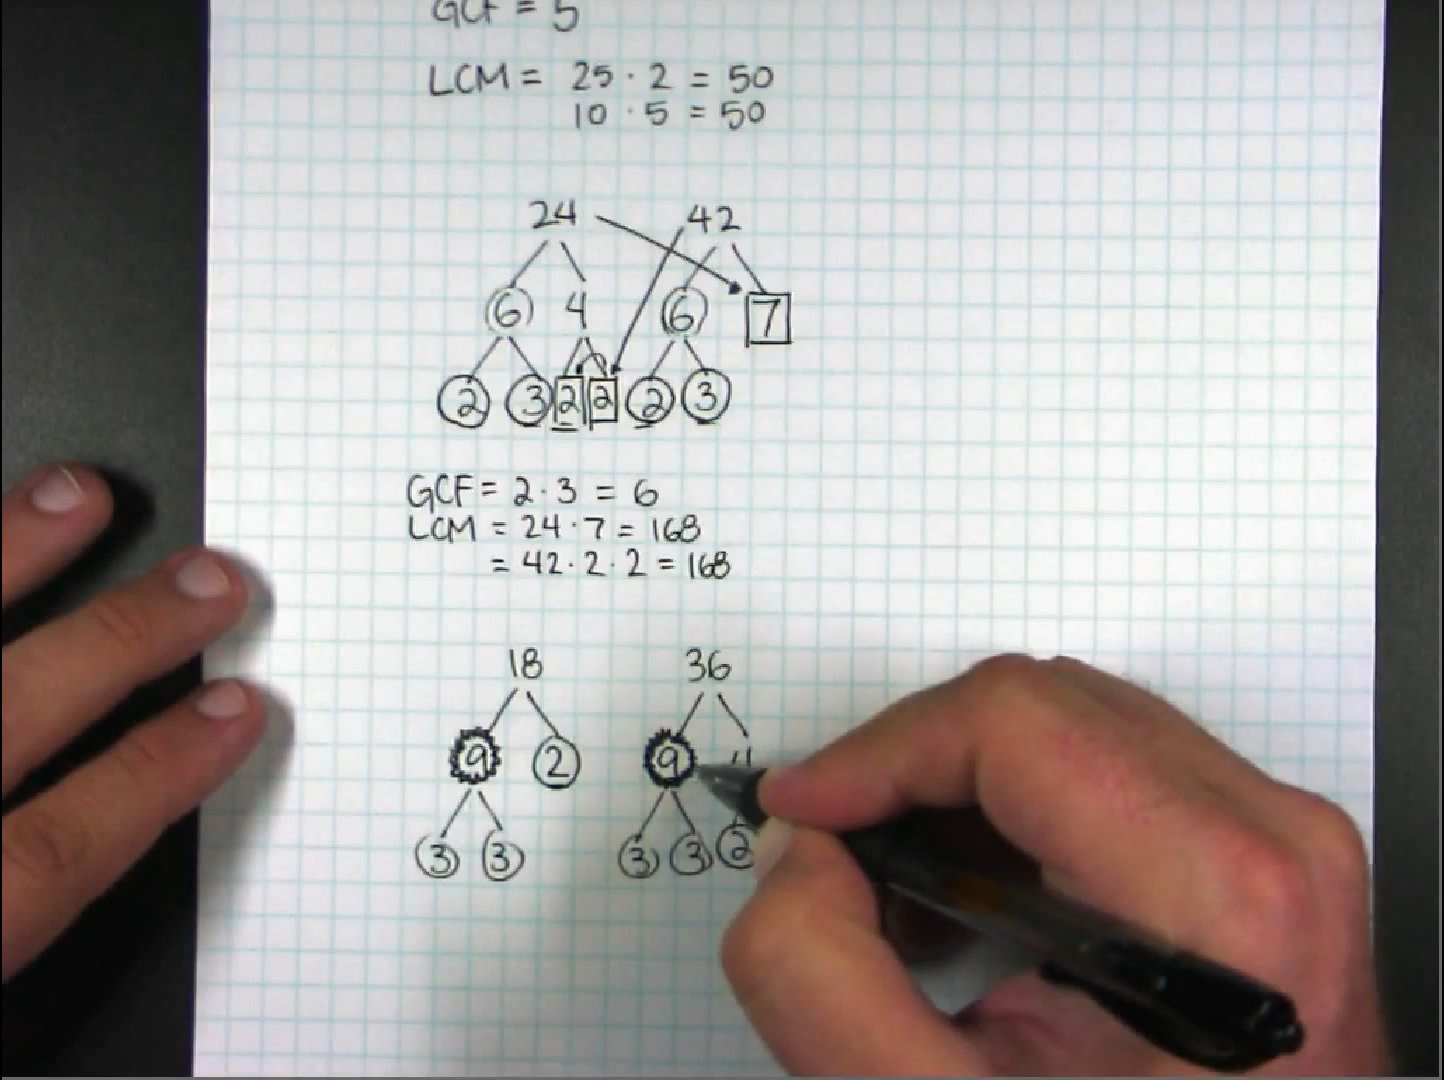 GCF = 5
LCM = 25 · 2 = 50
10 · 5 = 50
24 42
6 4 6 7
2 3 2 2 2 3
GCF = 2 · 3 = 6
LCM = 24 · 7 = 168
= 42 · 2 · 2 = 168
18 36
9 2 9
3 3 3 3 2